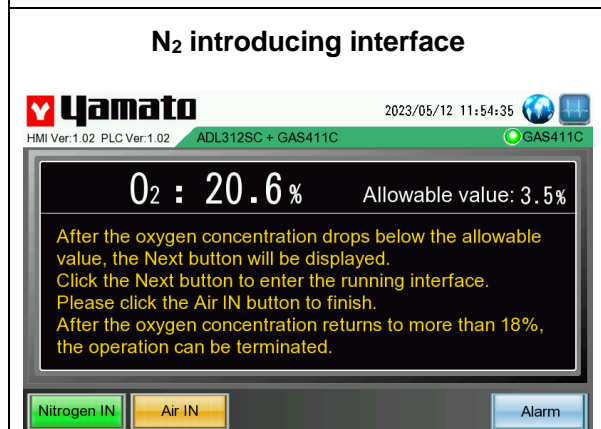 N₂ introducing interface
Yamato
2023/05/12 11:54:35
HMI Ver:1.02 PLC Ver:1.02 ADL312SC + GAS411C GAS411C
O₂ : 20.6% Allowable value: 3.5%
After the oxygen concentration drops below the allowable
value, the Next button will be displayed.
Click the Next button to enter the running interface.
Please click the Air IN button to finish.
After the oxygen concentration returns to more than 18%,
the operation can be terminated.
Nitrogen IN Air IN Alarm